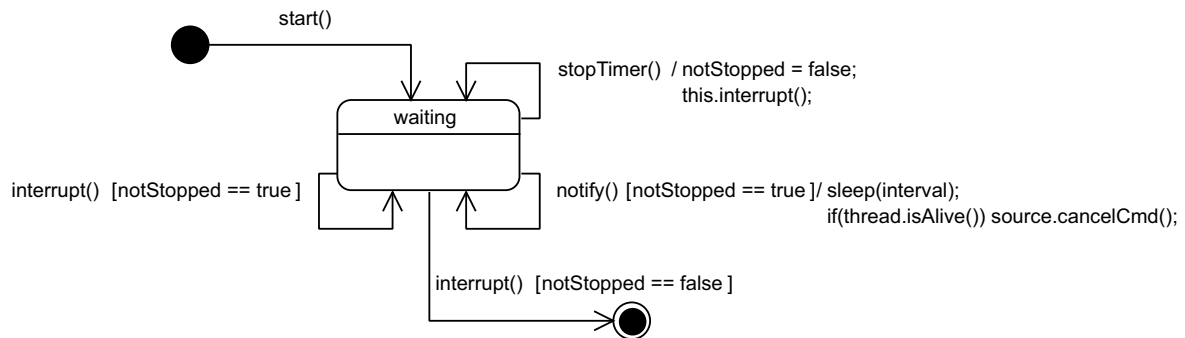 start()
stopTimer() / notStopped = false;
this.interrupt();
waiting
interrupt() [notStopped == true ]
notify() [notStopped == true ]/ sleep(interval);
if(thread.isAlive()) source.cancelCmd();
interrupt() [notStopped == false ]